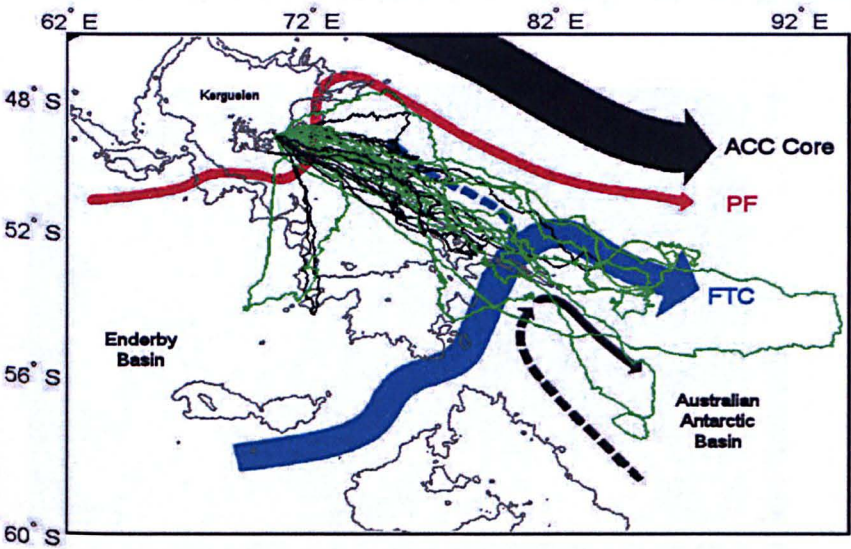 62° E
72° E
82° E
92° E
48° S
Kerguelen
ACC Core
PF
52° S
FTC
Enderby
Basin
56° S
Australian
Antarctic
Basin
60° S